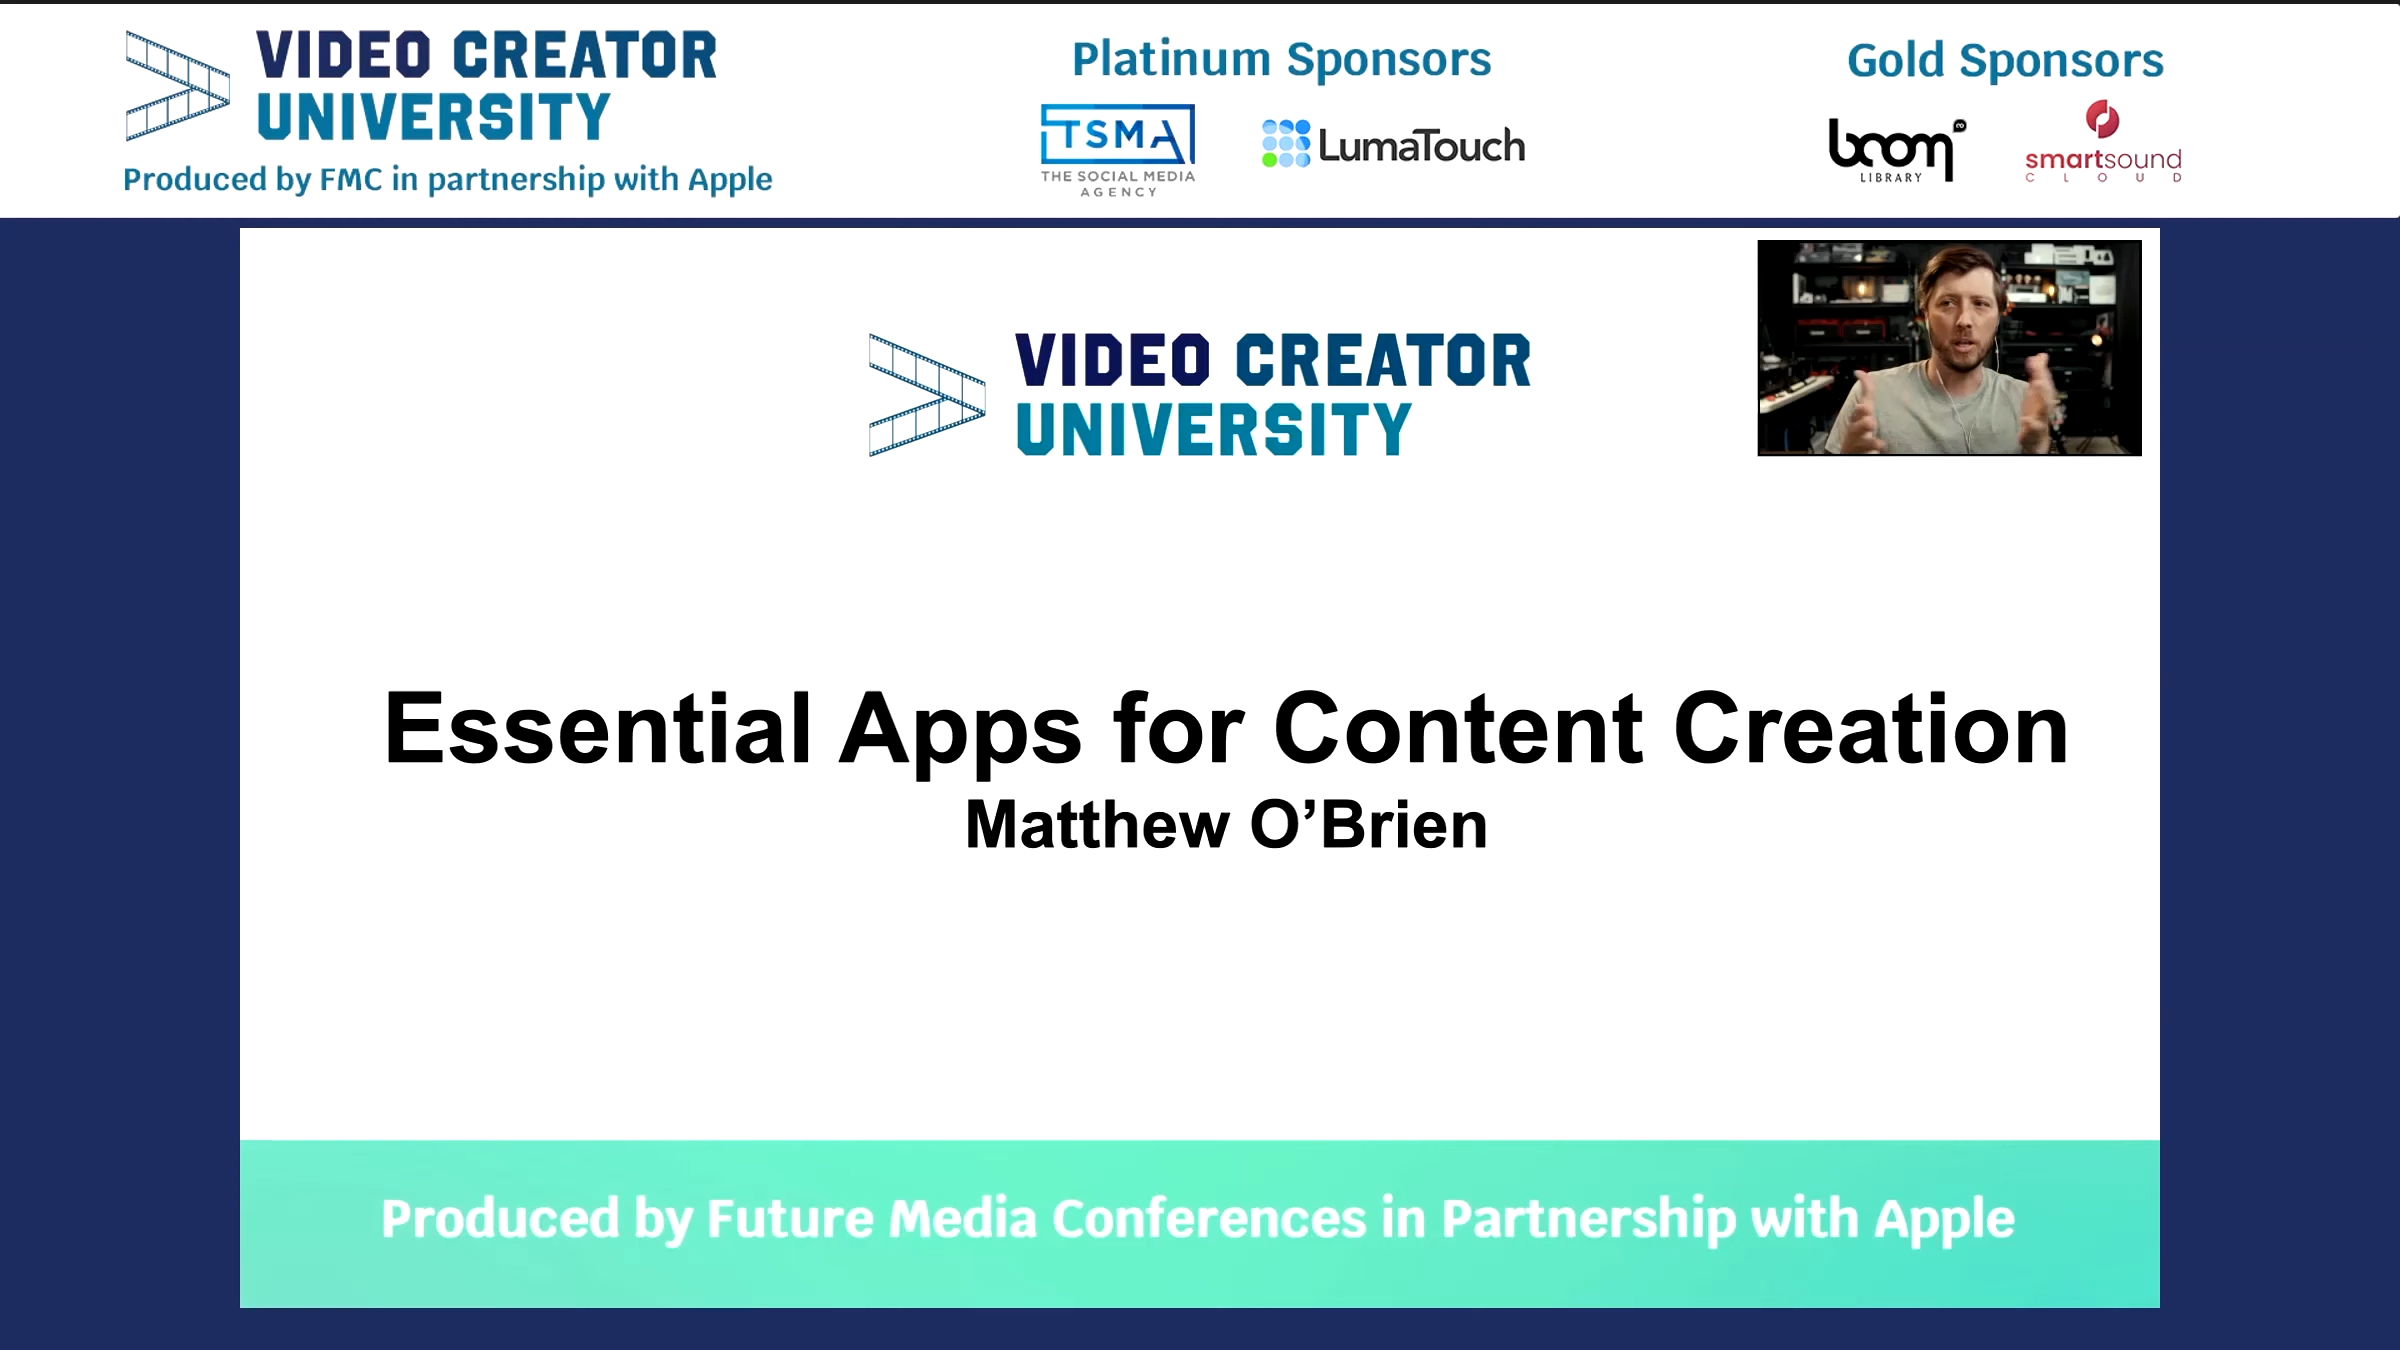 VIDEO CREATOR
UNIVERSITY
Produced by FMC in partnership with Apple
Platinum Sponsors
TSMA
THE SOCIAL MEDIA
AGENCY
LumaTouch
Gold Sponsors
boom
LIBRARY
smartsound
CLOUD
VIDEO CREATOR
UNIVERSITY
Essential Apps for Content Creation
Matthew O’Brien
Produced by Future Media Conferences in Partnership with Apple